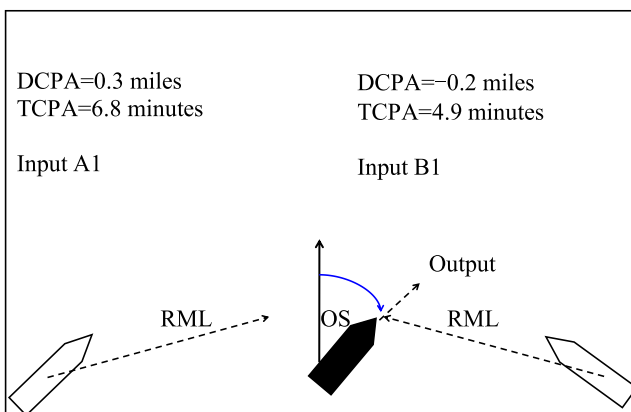 DCPA=0.3 miles
TCPA=6.8 minutes
Input A1
DCPA=−0.2 miles
TCPA=4.9 minutes
Input B1
Output
RML
OS
RML